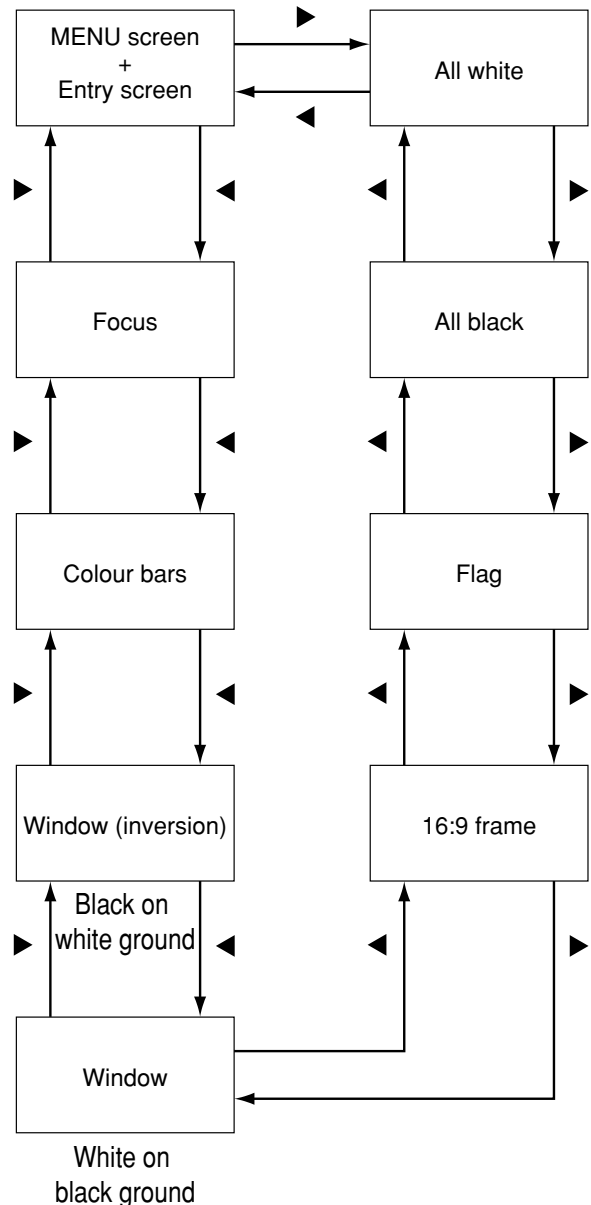 MENU screen
+
Entry screen
All white
Focus
All black
Colour bars
Flag
Window (inversion)
16:9 frame
Black on
white ground
Window
White on
black ground